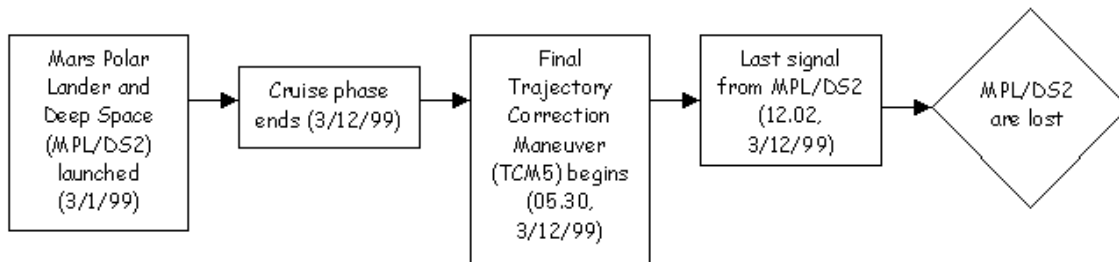 Mars Polar
Lander and
Deep Space
(MPL/DS2)
launched
(3/1/99)
Cruise phase
ends (3/12/99)
Final
Trajectory
Correction
Maneuver
(TCM5) begins
(05.30,
3/12/99)
Last signal
from MPL/DS2
(12.02,
3/12/99)
MPL/DS2
are lost